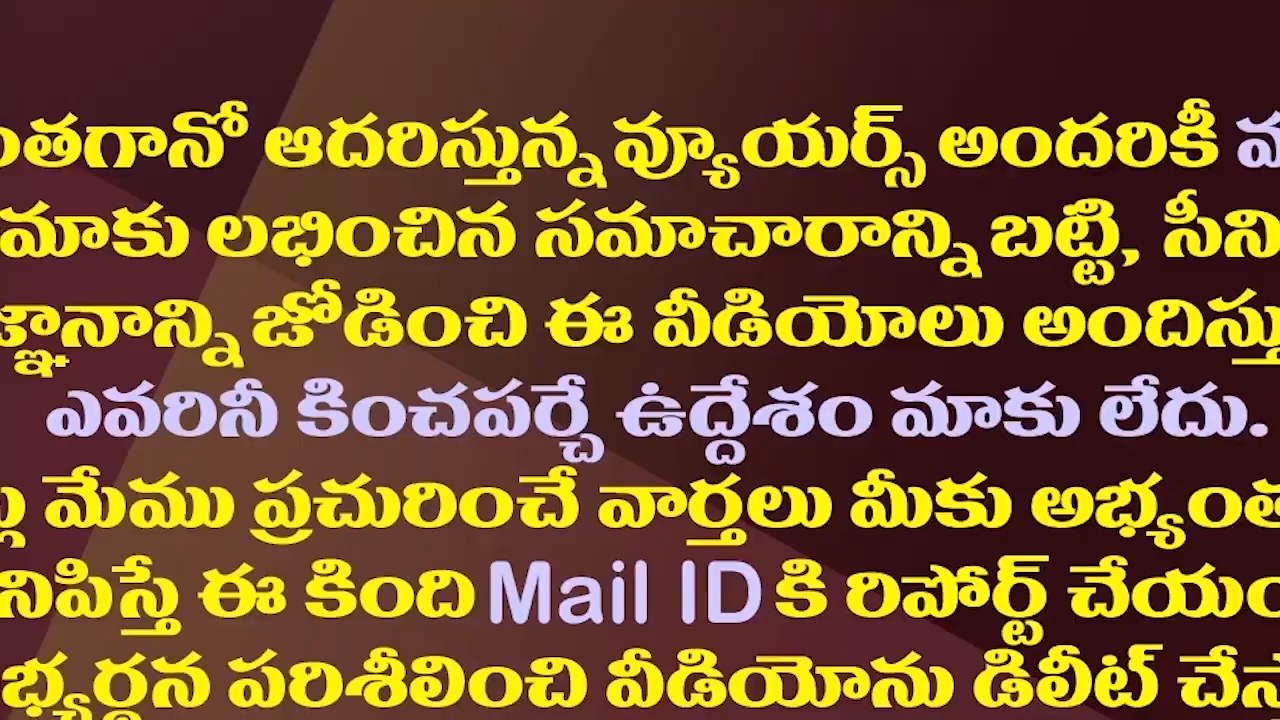 ంతగానో ఆదరిస్తున్న వ్యూయర్స్ అందరికీ
మాకు లభించిన సమాచారాన్ని బట్టి, సీని
జ్ఞానాన్ని జోడించి ఈ వీడియోలు అందిస్తు
ఎవరినీ కించపర్చే ఉద్దేశం మాకు లేదు.
మేము ప్రచురించే వార్తలు మీకు అభ్యంత
నిపిస్తే ఈ కింది Mail ID కి రిపోర్ట్ చేయం
భ్యర్థన పరిశీలించి వీడియోను డిలీట్ చేస